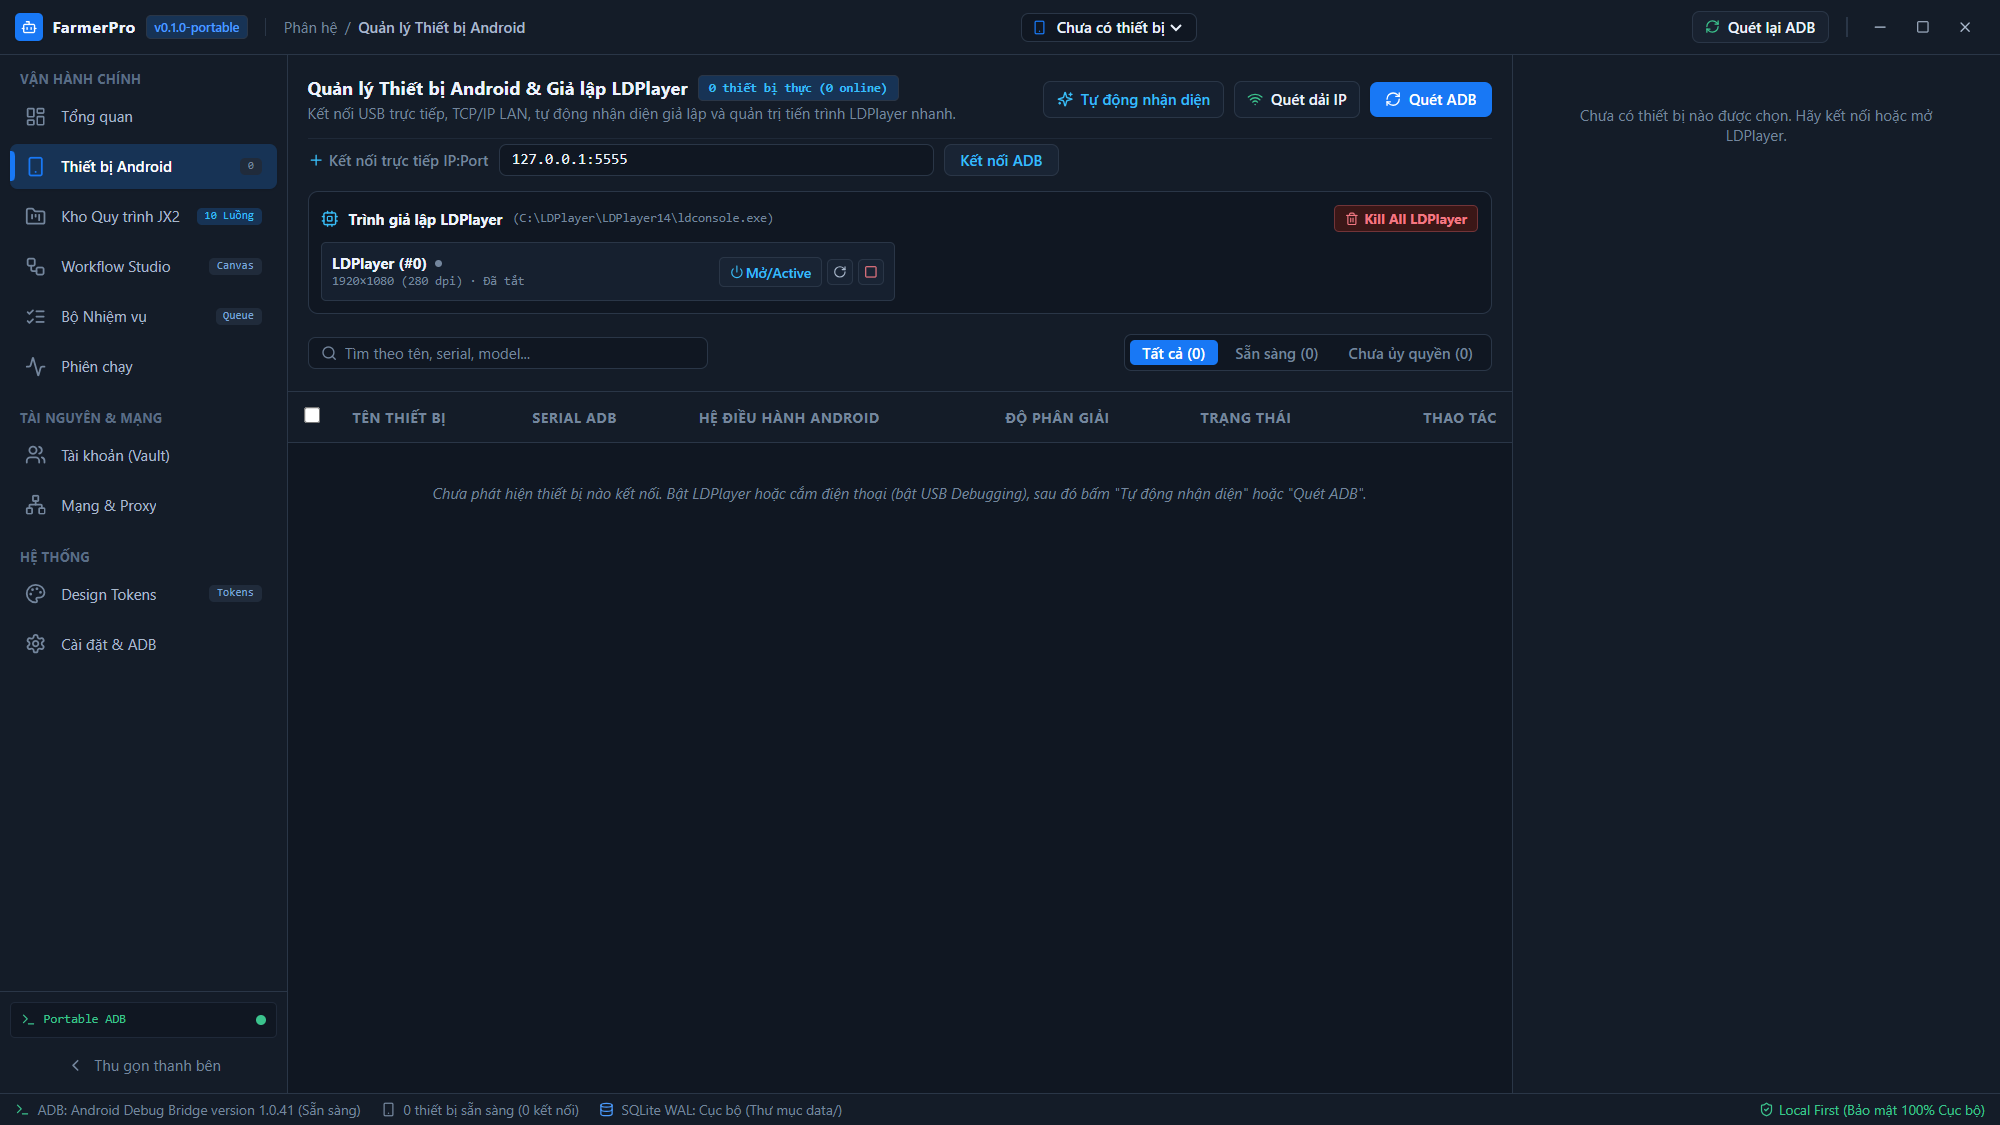 FarmerPro
v0.1.0-portable
Phân hệ / Quản lý Thiết bị Android
Chưa có thiết bị
Quét lại ADB
VẬN HÀNH CHÍNH
Tổng quan
Thiết bị Android
0
Kho Quy trình JX2
10 Luồng
Workflow Studio
Canvas
Bộ Nhiệm vụ
Queue
Phiên chạy
TÀI NGUYÊN & MẠNG
Tài khoản (Vault)
Mạng & Proxy
HỆ THỐNG
Design Tokens
Tokens
Cài đặt & ADB
Portable ADB
Thu gọn thanh bên
Quản lý Thiết bị Android & Giả lập LDPlayer
0 thiết bị thực (0 online)
Kết nối USB trực tiếp, TCP/IP LAN, tự động nhận diện giả lập và quản trị tiến trình LDPlayer nhanh.
Tự động nhận diện
Quét dải IP
Quét ADB
Kết nối trực tiếp IP:Port
127.0.0.1:5555
Kết nối ADB
Trình giả lập LDPlayer
(C:\LDPlayer\LDPlayer14\ldconsole.exe)
Kill All LDPlayer
LDPlayer (#0)
1920×1080 (280 dpi) · Đã tắt
Mở/Active
Tìm theo tên, serial, model...
Tất cả (0)
Sẵn sàng (0)
Chưa ủy quyền (0)
TÊN THIẾT BỊ
SERIAL ADB
HỆ ĐIỀU HÀNH ANDROID
ĐỘ PHÂN GIẢI
TRẠNG THÁI
THAO TÁC
Chưa phát hiện thiết bị nào kết nối. Bật LDPlayer hoặc cắm điện thoại (bật USB Debugging), sau đó bấm "Tự động nhận diện" hoặc "Quét ADB".
Chưa có thiết bị nào được chọn. Hãy kết nối hoặc mở
LDPlayer.
ADB: Android Debug Bridge version 1.0.41 (Sẵn sàng)
0 thiết bị sẵn sàng (0 kết nối)
SQLite WAL: Cục bộ (Thư mục data/)
Local First (Bảo mật 100% Cục bộ)